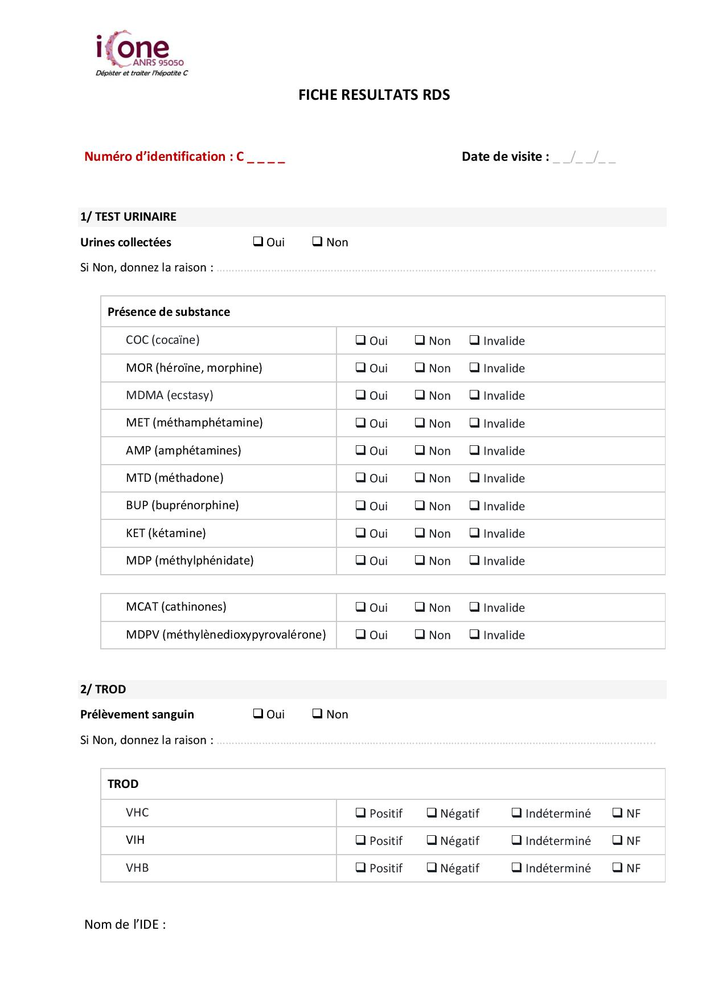 iCone
ANRS 95050
Dépister et traiter l'hépatite C
FICHE RESULTATS RDS
Numéro d'identification : C _ _ _ _ Date de visite : _ _/_ _/_ _
1/ TEST URINAIRE
Urines collectées ❑ Oui ❑ Non
Si Non, donnez la raison : ................................................................................
Présence de substance
COC (cocaïne) ❑ Oui ❑ Non ❑ Invalide
MOR (héroïne, morphine) ❑ Oui ❑ Non ❑ Invalide
MDMA (ecstasy) ❑ Oui ❑ Non ❑ Invalide
MET (méthamphétamine) ❑ Oui ❑ Non ❑ Invalide
AMP (amphétamines) ❑ Oui ❑ Non ❑ Invalide
MTD (méthadone) ❑ Oui ❑ Non ❑ Invalide
BUP (buprénorphine) ❑ Oui ❑ Non ❑ Invalide
KET (kétamine) ❑ Oui ❑ Non ❑ Invalide
MDP (méthylphénidate) ❑ Oui ❑ Non ❑ Invalide
MCAT (cathinones) ❑ Oui ❑ Non ❑ Invalide
MDPV (méthylènedioxypyrovalérone) ❑ Oui ❑ Non ❑ Invalide
2/ TROD
Prélèvement sanguin ❑ Oui ❑ Non
Si Non, donnez la raison : ................................................................................
TROD
VHC ❑ Positif ❑ Négatif ❑ Indéterminé ❑ NF
VIH ❑ Positif ❑ Négatif ❑ Indéterminé ❑ NF
VHB ❑ Positif ❑ Négatif ❑ Indéterminé ❑ NF
Nom de l'IDE :